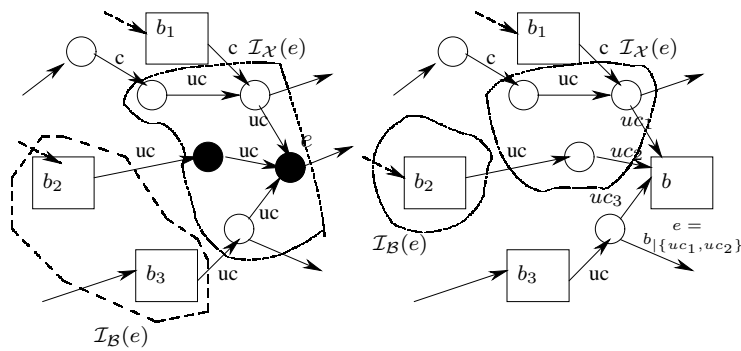 b₁
c
c
𝓘_𝒳(e)
uc
uc
e
uc
uc
b₂
uc
b₃
uc
𝓘_𝓑(e)
b₁
c
c
𝓘_𝒳(e)
uc
uc₁
uc
uc₂
b₂
b
uc₃
𝓘_𝓑(e)
e =
b_|{uc₁,uc₂}
b₃
uc